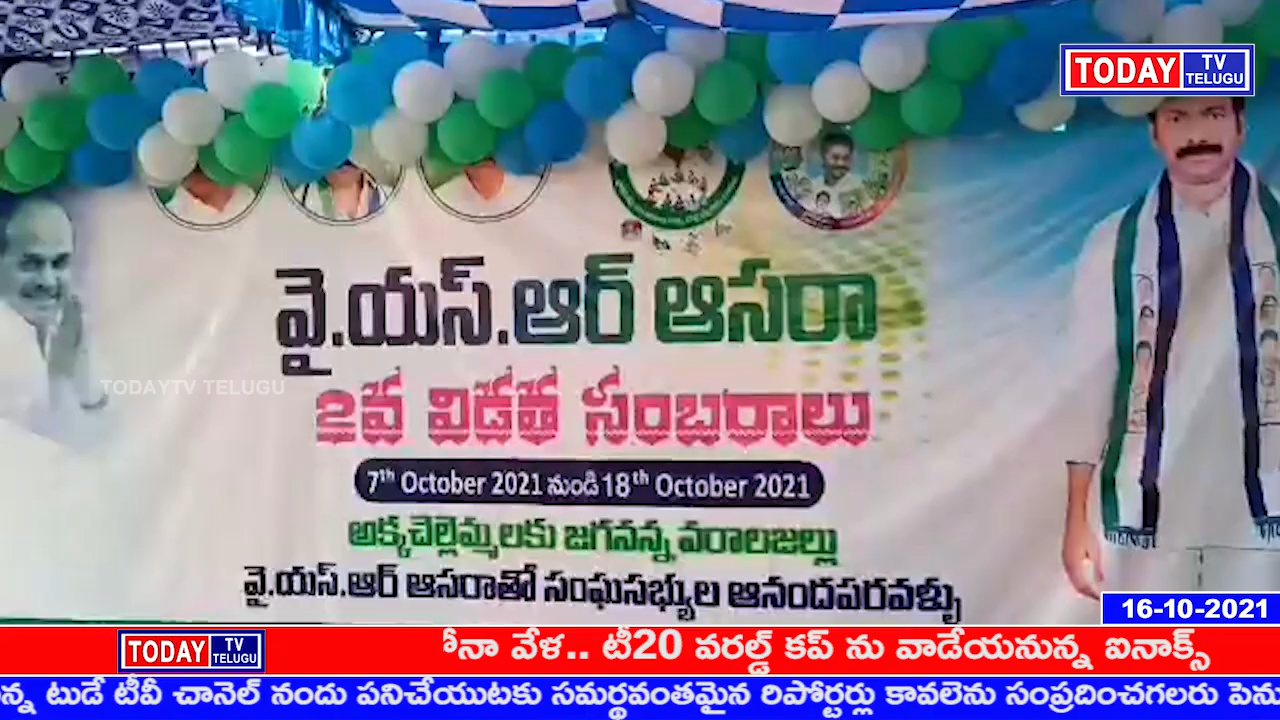 TODAY TV TELUGU
వై.యస్.ఆర్ ఆసరా
TODAYTV TELUGU
2వ విడత సంబరాలు
7th October 2021 నుండి 18th October 2021
అక్కచెల్లెమ్మలకు జగనన్న వరాలజల్లు
వై.యస్.ఆర్ ఆసరాతో సంఘసభ్యుల ఆనందపరవళ్ళు
16-10-2021
TODAY TV TELUGU
వేళ.. టీ20 వరల్డ్ కప్ ను వాడేయనున్న ఐనాక్స్
టుడే టీవీ చానెల్ నందు పనిచేయుటకు సమర్థవంతమైన రిపోర్టర్లు కావలెను సంప్రదించగలరు